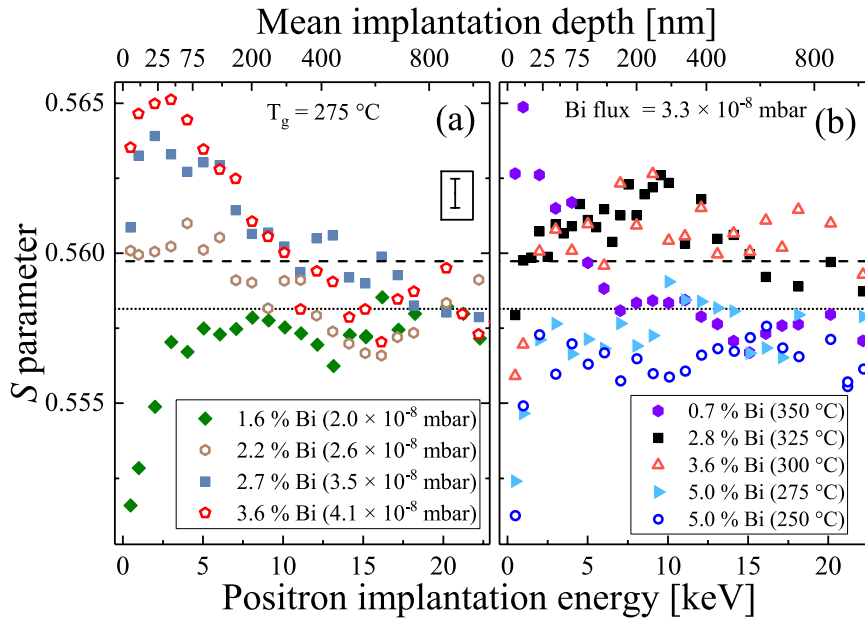 Mean implantation depth [nm]
0 25 75 200 400 800
0 25 75 200 400 800
0.565
0.560
0.555
S parameter
T_g = 275 °C
(a)
Bi flux = 3.3 × 10⁻⁸ mbar
(b)
1.6 % Bi (2.0 × 10⁻⁸ mbar)
2.2 % Bi (2.6 × 10⁻⁸ mbar)
2.7 % Bi (3.5 × 10⁻⁸ mbar)
3.6 % Bi (4.1 × 10⁻⁸ mbar)
0.7 % Bi (350 °C)
2.8 % Bi (325 °C)
3.6 % Bi (300 °C)
5.0 % Bi (275 °C)
5.0 % Bi (250 °C)
0 5 10 15 20
0 5 10 15 20
Positron implantation energy [keV]